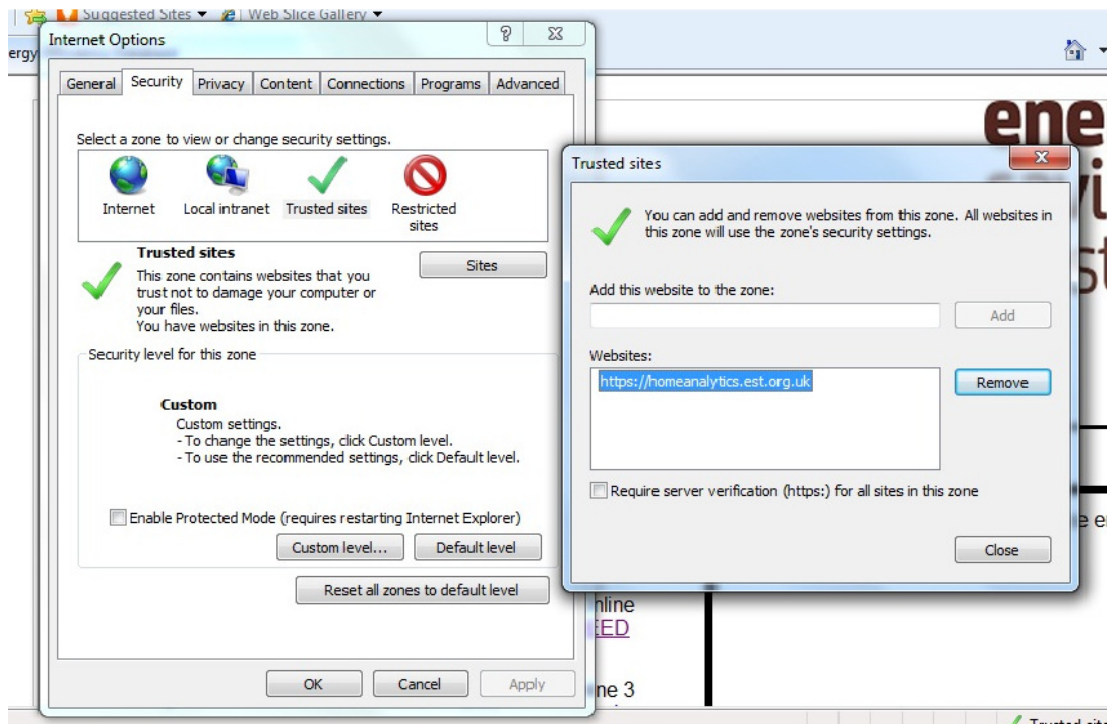 Suggested Sites
Web Slice Gallery
Internet Options
General Security Privacy Content Connections Programs Advanced
Select a zone to view or change security settings.
Internet
Local intranet
Trusted sites
Restricted
sites
Trusted sites
This zone contains websites that you
trust not to damage your computer or
your files.
You have websites in this zone.
Sites
Security level for this zone
Custom
Custom settings.
- To change the settings, click Custom level.
- To use the recommended settings, click Default level.
Enable Protected Mode (requires restarting Internet Explorer)
Custom level...
Default level
Reset all zones to default level
OK
Cancel
Apply
Trusted sites
You can add and remove websites from this zone. All websites in
this zone will use the zone's security settings.
Add this website to the zone:
Add
Websites:
https://homeanalytics.est.org.uk
Remove
Require server verification (https:) for all sites in this zone
Close
ene
nline
EED
ne 3